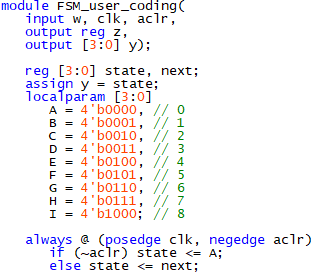 module FSM_user_coding(
input w, clk, aclr,
output reg z,
output [3:0] y);
reg [3:0] state, next;
assign y = state;
localparam [3:0]
A = 4'b0000, // 0
B = 4'b0001, // 1
C = 4'b0010, // 2
D = 4'b0011, // 3
E = 4'b0100, // 4
F = 4'b0101, // 5
G = 4'b0110, // 6
H = 4'b0111, // 7
I = 4'b1000; // 8
always @ (posedge clk, negedge aclr)
if (~aclr) state <= A;
else state <= next;